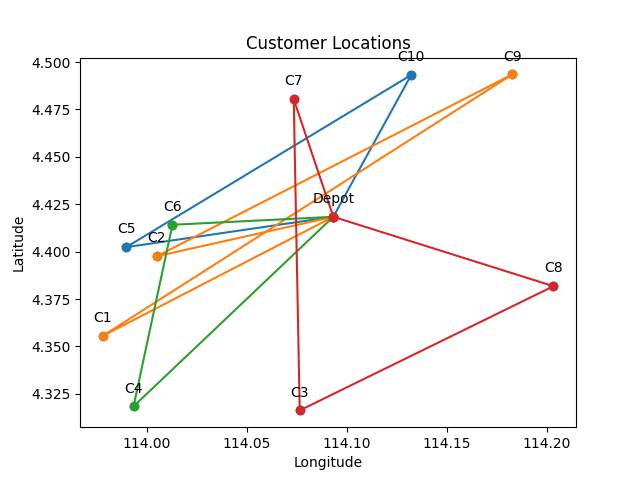 Customer Locations
C10
C9
C7
Depot
C6
C5
C2
C8
C1
C4
C3
4.500
4.475
4.450
4.425
4.400
4.375
4.350
4.325
Latitude
114.00
114.05
114.10
114.15
114.20
Longitude